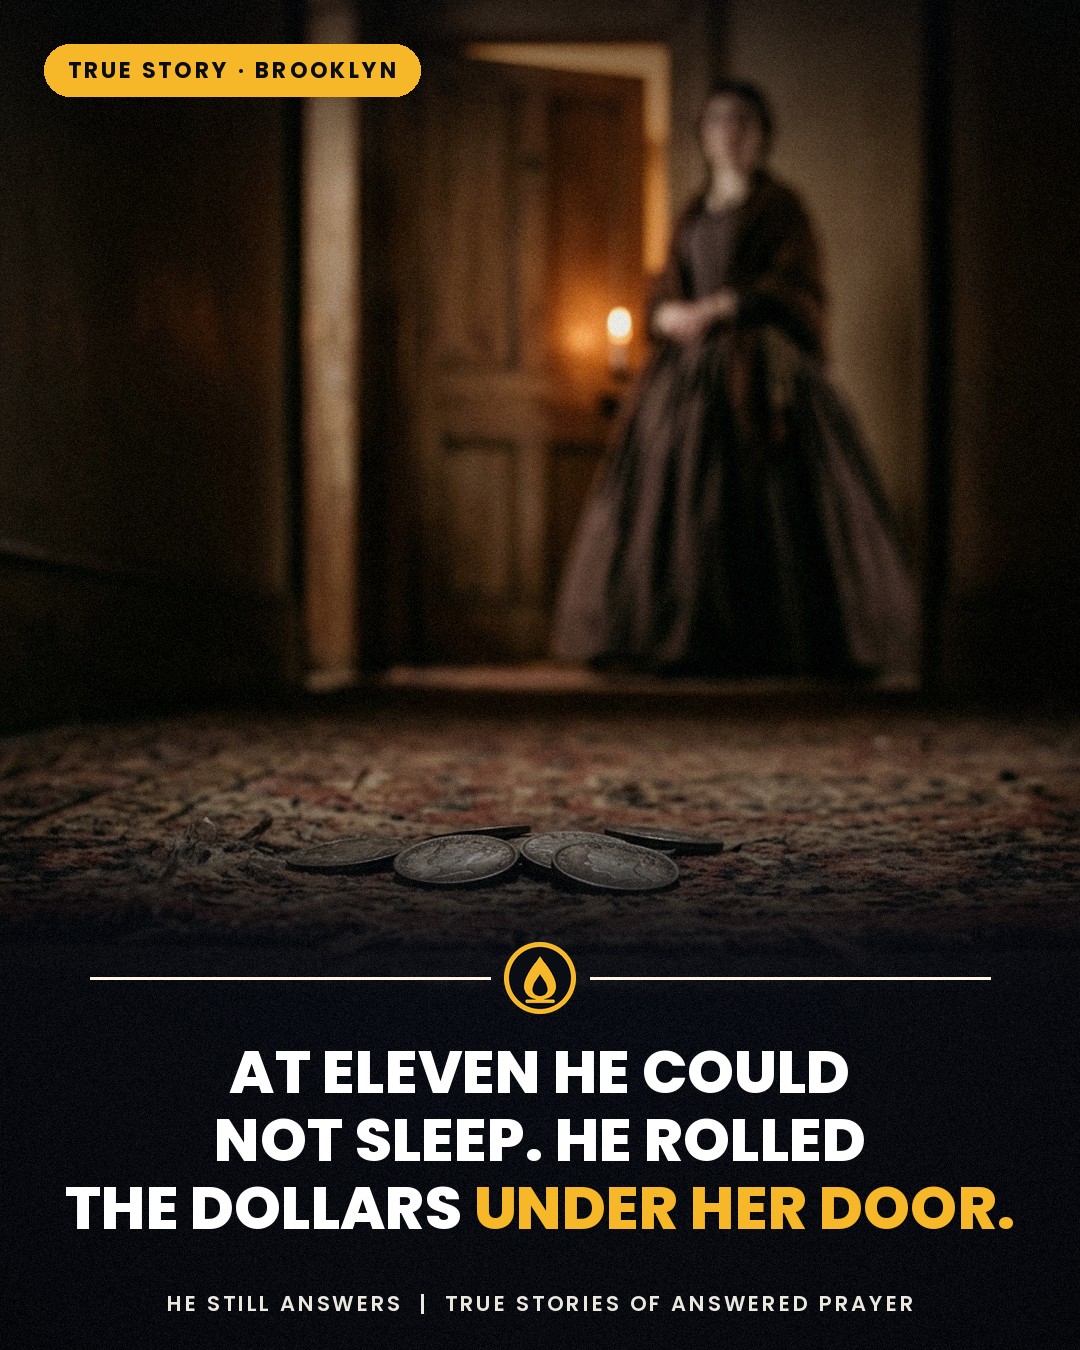 TRUE STORY · BROOKLYN
AT ELEVEN HE COULD
NOT SLEEP. HE ROLLED
THE DOLLARS UNDER HER DOOR.
HE STILL ANSWERS | TRUE STORIES OF ANSWERED PRAYER